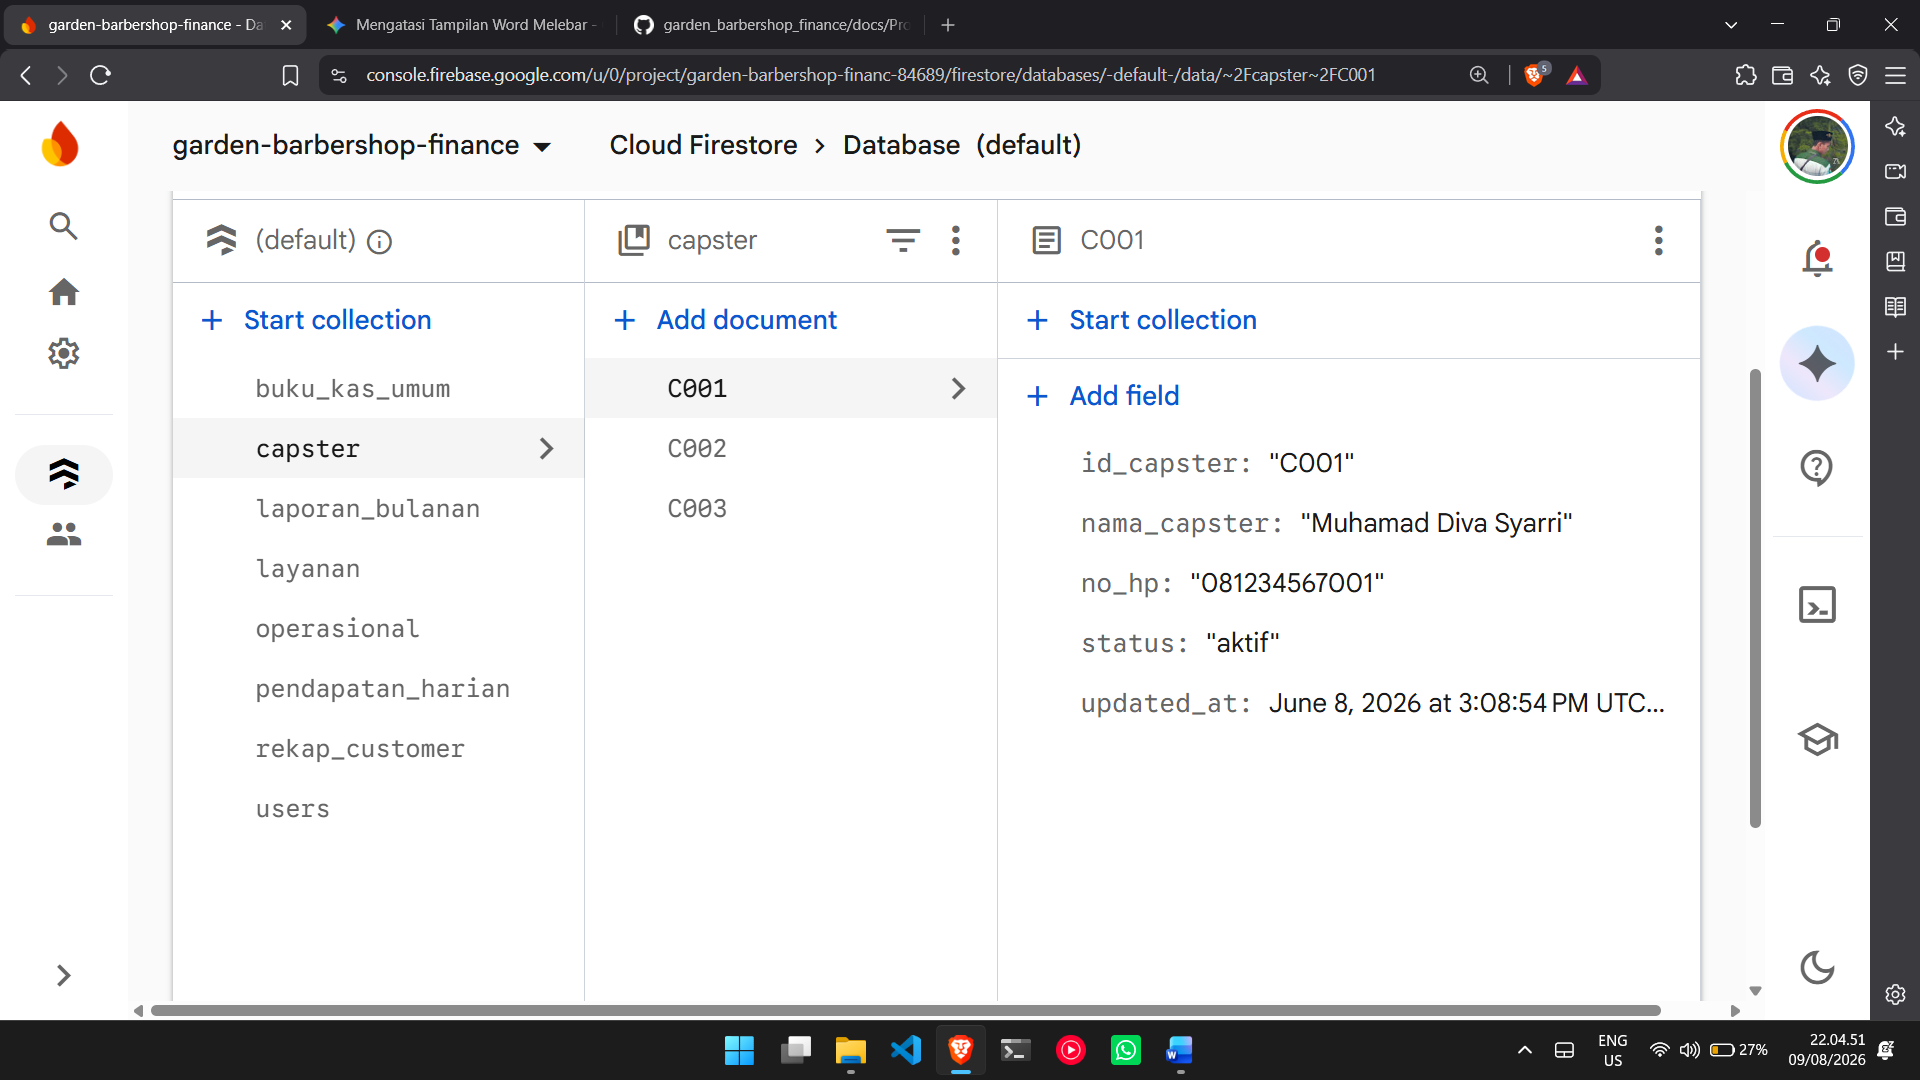 garden-barbershop-finance - Da
Mengatasi Tampilan Word Melebar -
garden_barbershop_finance/docs/Pro
console.firebase.google.com/u/0/project/garden-barbershop-financ-84689/firestore/databases/-default-/data/~2Fcapster~2FC001
5
garden-barbershop-finance
Cloud Firestore > Database (default)
(default)
capster
C001
Start collection
Add document
Start collection
buku_kas_umum
capster
laporan_bulanan
layanan
operasional
pendapatan_harian
rekap_customer
users
C001
C002
C003
Add field
id_capster: "C001"
nama_capster: "Muhamad Diva Syarri"
no_hp: "081234567001"
status: "aktif"
updated_at: June 8, 2026 at 3:08:54 PM UTC...
ENG
US
27%
22.04.51
09/08/2026